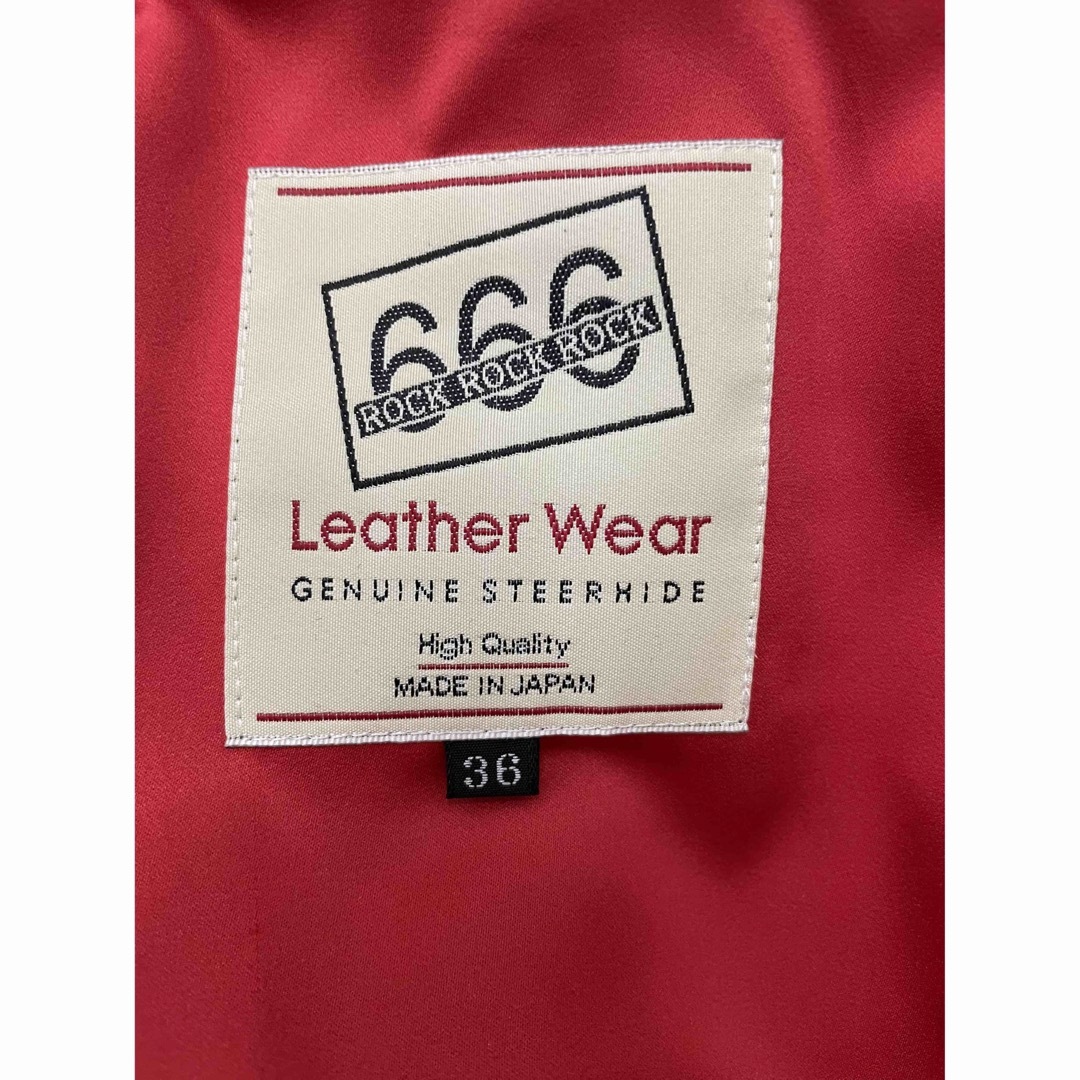 666
ROCK ROCK ROCK
Leather Wear
GENUINE STEERHIDE
High Quality
MADE IN JAPAN
36